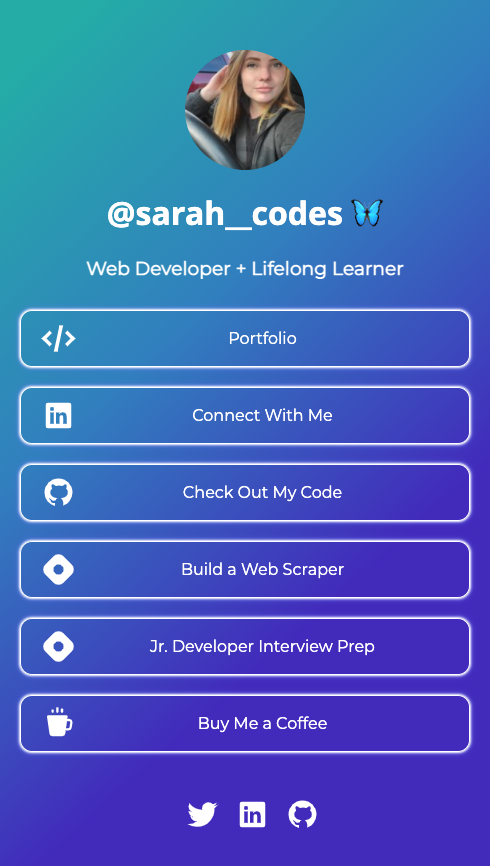 @sarah__codes 🦋
Web Developer + Lifelong Learner
Portfolio
Connect With Me
Check Out My Code
Build a Web Scraper
Jr. Developer Interview Prep
Buy Me a Coffee